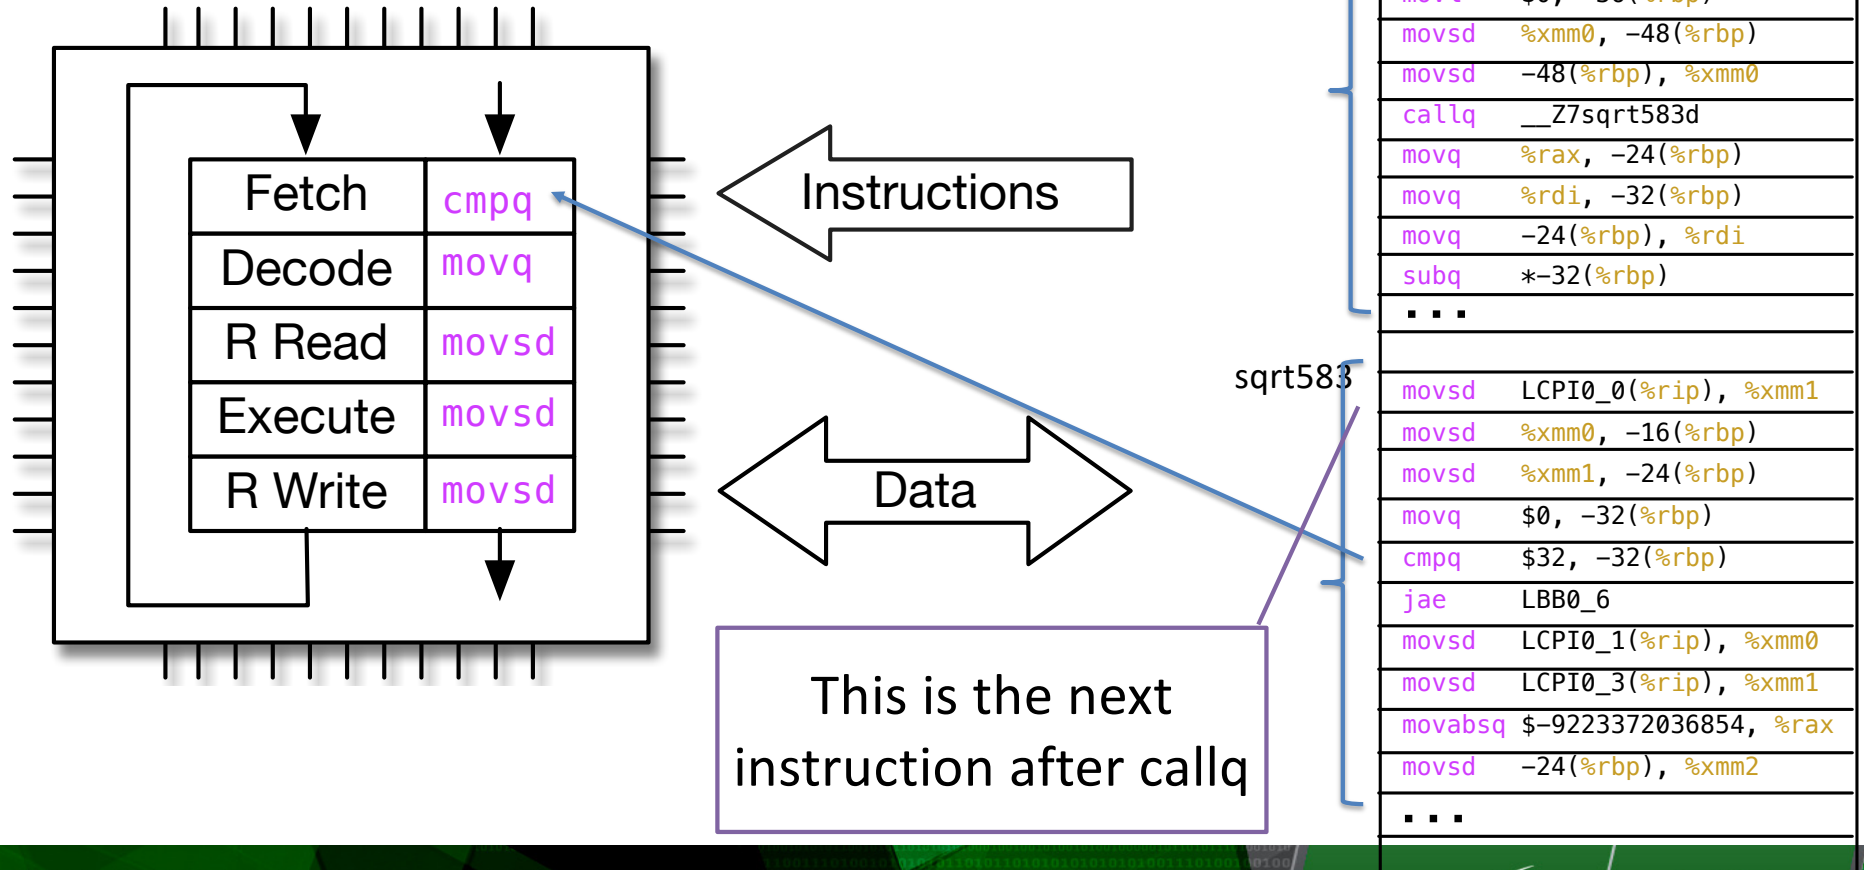 Fetch cmpq
Decode movq
R Read movsd
Execute movsd
R Write movsd
Instructions
Data
This is the next
instruction after callq
movsd %xmm0, −48(%rbp)
movsd −48(%rbp), %xmm0
callq __Z7sqrt583d
movq %rax, −24(%rbp)
movq %rdi, −32(%rbp)
movq −24(%rbp), %rdi
subq *−32(%rbp)
...
sqrt583
movsd LCPI0_0(%rip), %xmm1
movsd %xmm0, −16(%rbp)
movsd %xmm1, −24(%rbp)
movq $0, −32(%rbp)
cmpq $32, −32(%rbp)
jae LBB0_6
movsd LCPI0_1(%rip), %xmm0
movsd LCPI0_3(%rip), %xmm1
movabsq $−9223372036854, %rax
movsd −24(%rbp), %xmm2
...